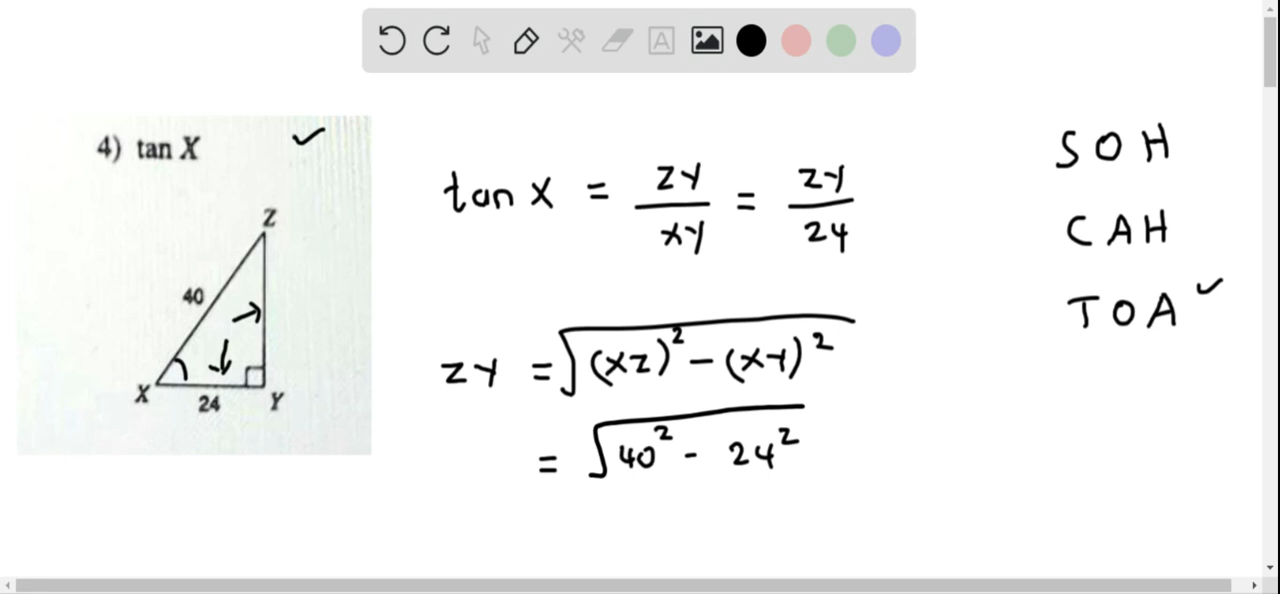 4) tan X
Z
40
X
24
Y
tan X = ZY/XY = ZY/24
ZY = √(XZ)² - (XY)²
= √40² - 24²
SOH
CAH
TOA ✓